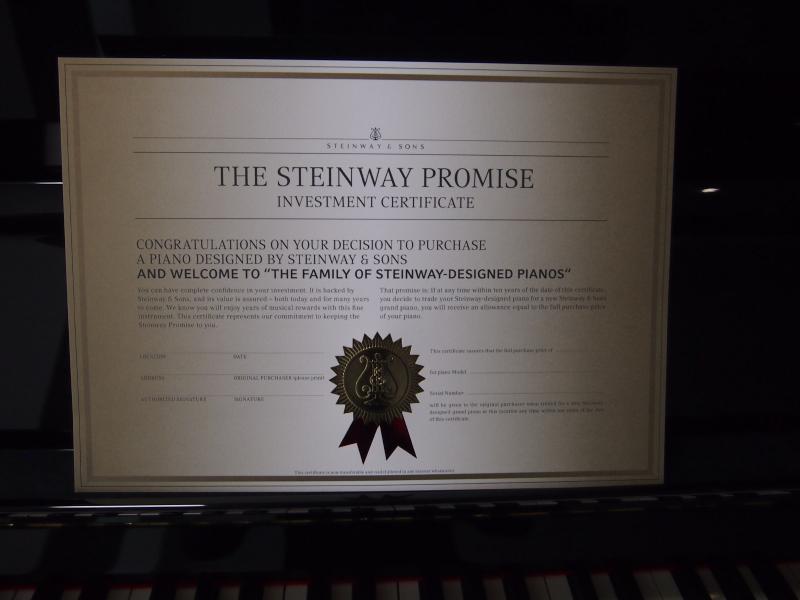 STEINWAY & SONS
THE STEINWAY PROMISE
INVESTMENT CERTIFICATE
CONGRATULATIONS ON YOUR DECISION TO PURCHASE
A PIANO DESIGNED BY STEINWAY & SONS
AND WELCOME TO "THE FAMILY OF STEINWAY-DESIGNED PIANOS"
You can have complete confidence in your investment. It is backed by
Steinway & Sons, and its value is assured – both today and for many years
to come. We know you will enjoy years of musical rewards with this fine
instrument. This certificate represents our commitment to keeping the
Steinway Promise to you.
That promise is: If at any time within ten years of the date of this certificate,
you decide to trade your Steinway-designed piano for a new Steinway & Sons
grand piano, you will receive an allowance equal to the full purchase price
of your piano.
LOCATION DATE
ADDRESS ORIGINAL PURCHASER (please print)
AUTHORIZED SIGNATURE SIGNATURE
This certificate assures that the full purchase price of
for piano Model
Serial Number
will be given to the original purchaser when traded for a new Steinway-
designed grand piano at this location any time within ten years of the date
of this certificate.
This certificate is non-transferable and void if altered in any manner whatsoever.